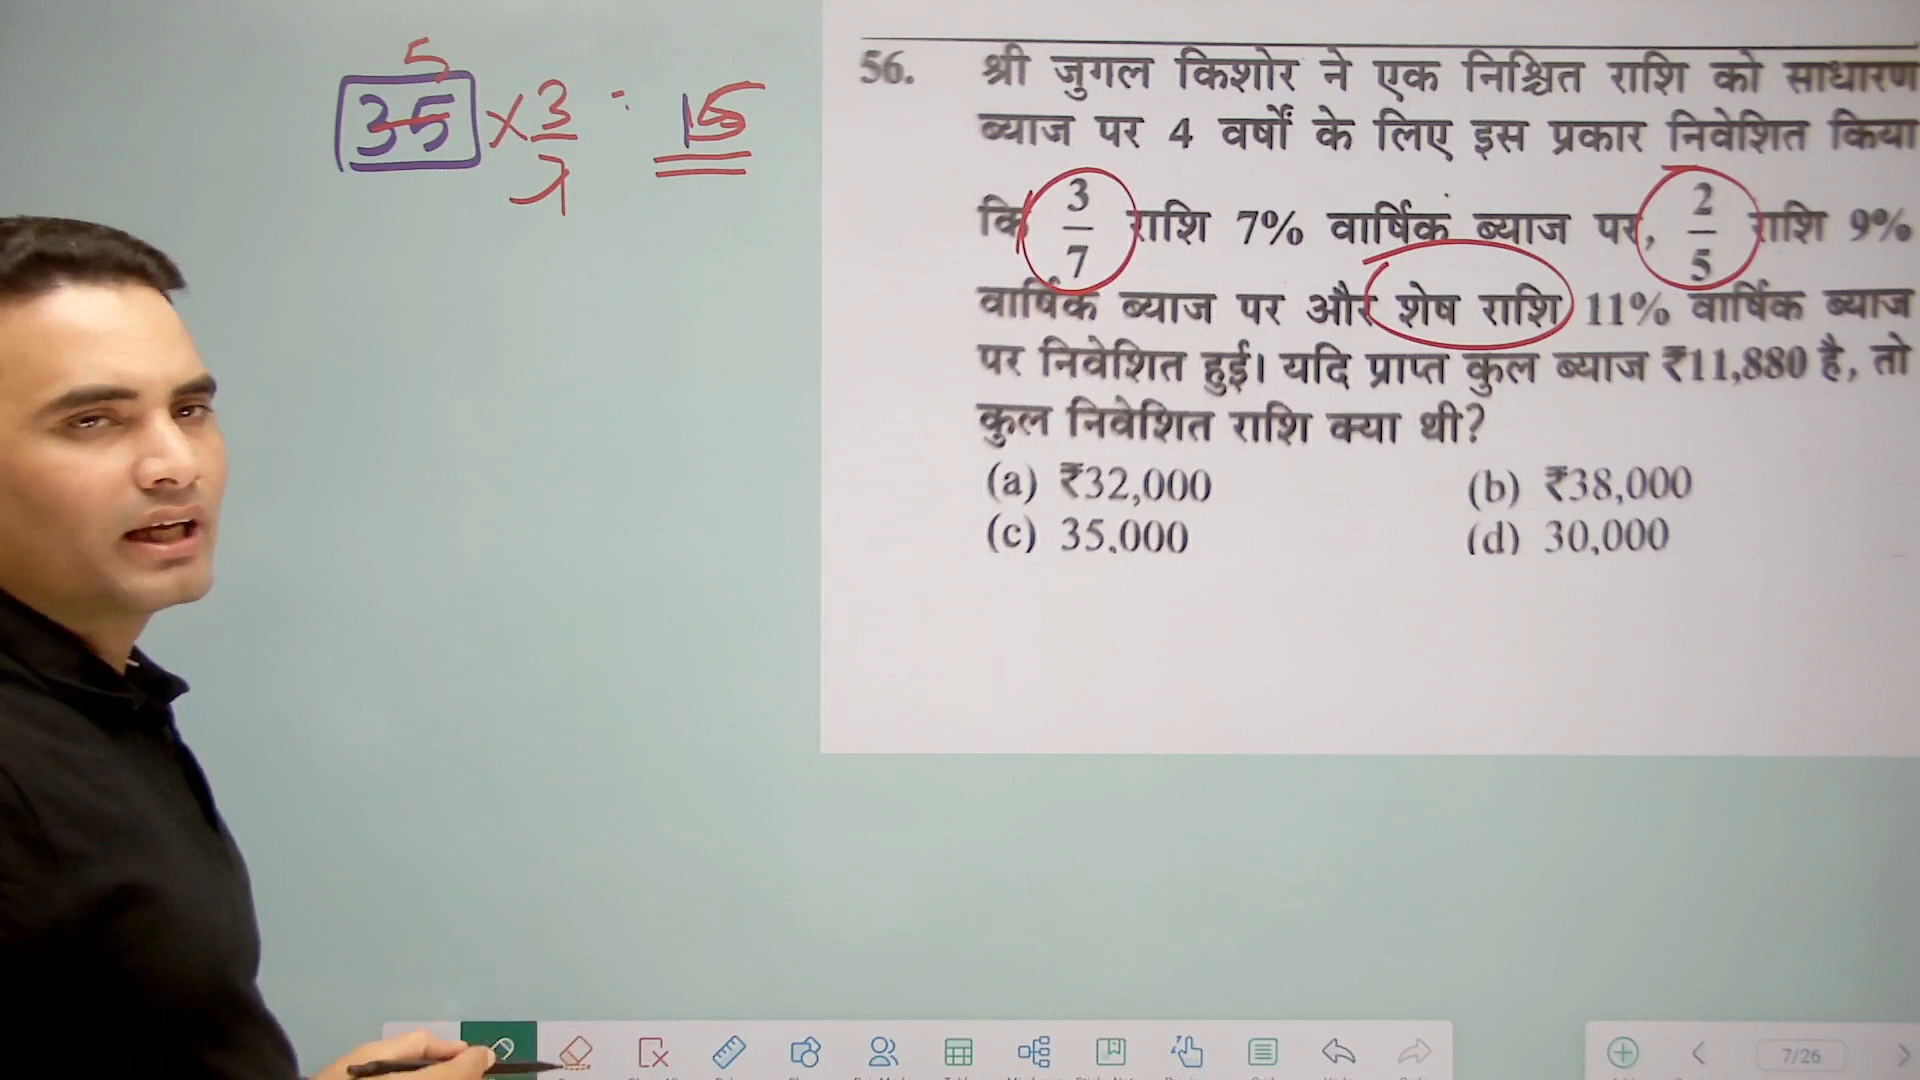 5
35 × 3/7 = 15
56. श्री जुगल किशोर ने एक निश्चित राशि को साधारण
ब्याज पर 4 वर्षों के लिए इस प्रकार निवेशित किया
कि 3/7 राशि 7% वार्षिक ब्याज पर, 2/5 राशि 9%
वार्षिक ब्याज पर और शेष राशि 11% वार्षिक ब्याज
पर निवेशित हुई। यदि प्राप्त कुल ब्याज ₹11,880 है, तो
कुल निवेशित राशि क्या थी?
(a) ₹32,000 (b) ₹38,000
(c) 35.000 (d) 30,000
7/26